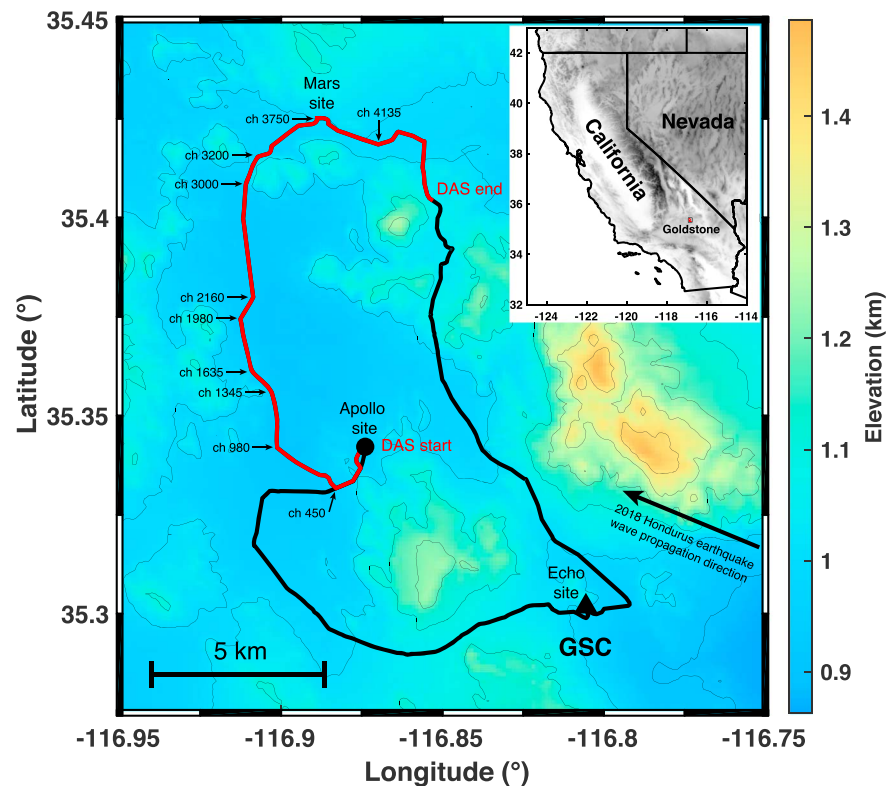 35.45
35.4
35.35
35.3
Latitude (°)
-116.95
-116.9
-116.85
-116.8
-116.75
Longitude (°)
Mars
site
ch 3750
ch 4135
ch 3200
ch 3000
DAS end
ch 2160
ch 1980
ch 1635
ch 1345
Apollo
site
ch 980
DAS start
ch 450
2018 Hondurus earthquake
wave propagation direction
Echo
site
GSC
5 km
42
40
38
36
34
32
-124
-122
-120
-118
-116
-114
Nevada
California
Goldstone
1.4
1.3
1.2
1.1
1
0.9
Elevation (km)